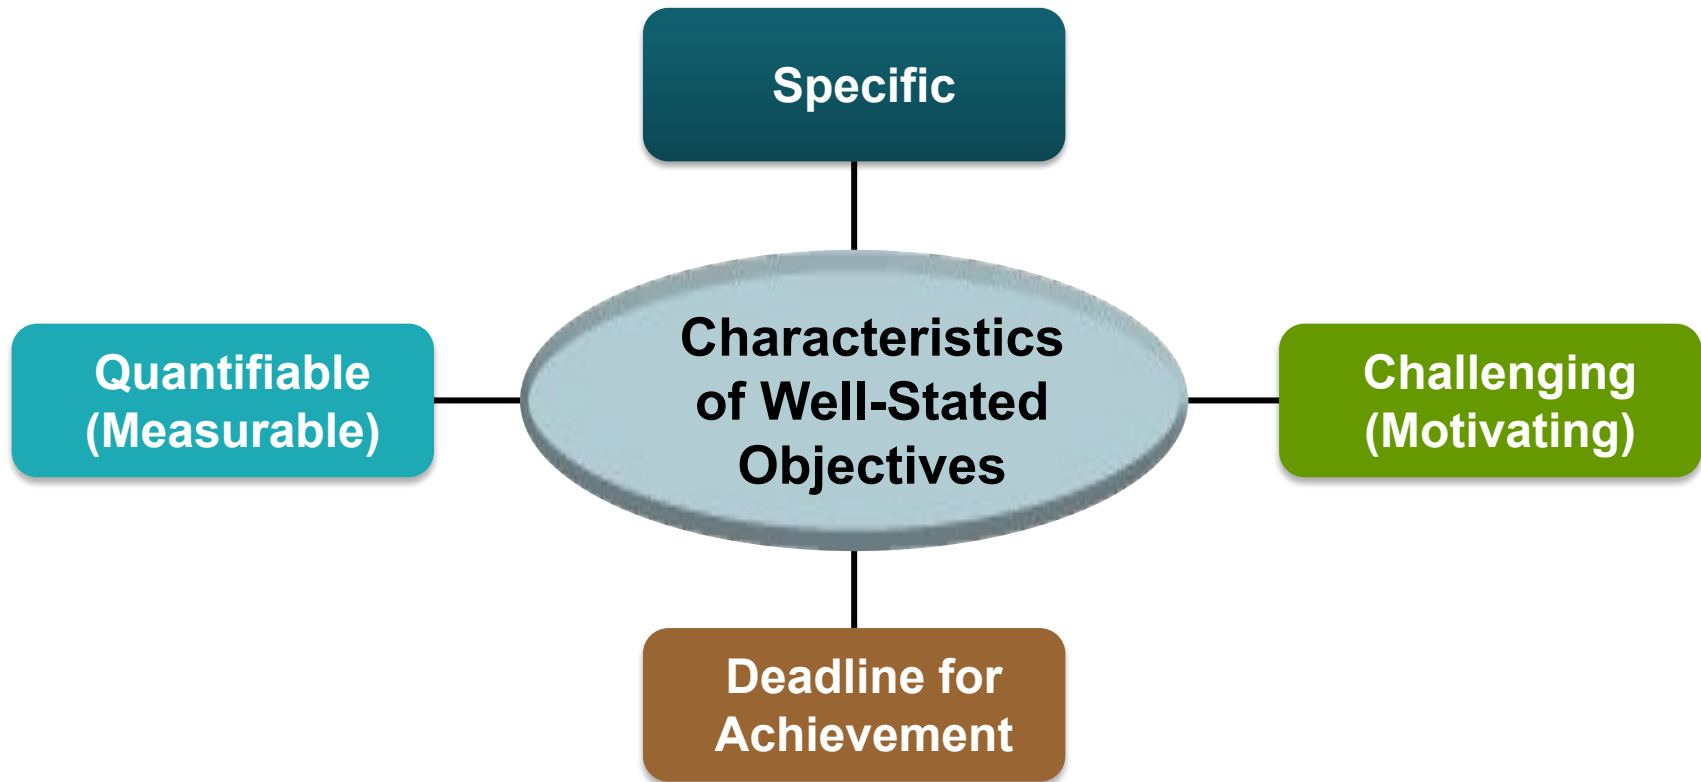 Specific
Quantifiable
(Measurable)
Characteristics
of Well-Stated
Objectives
Challenging
(Motivating)
Deadline for
Achievement